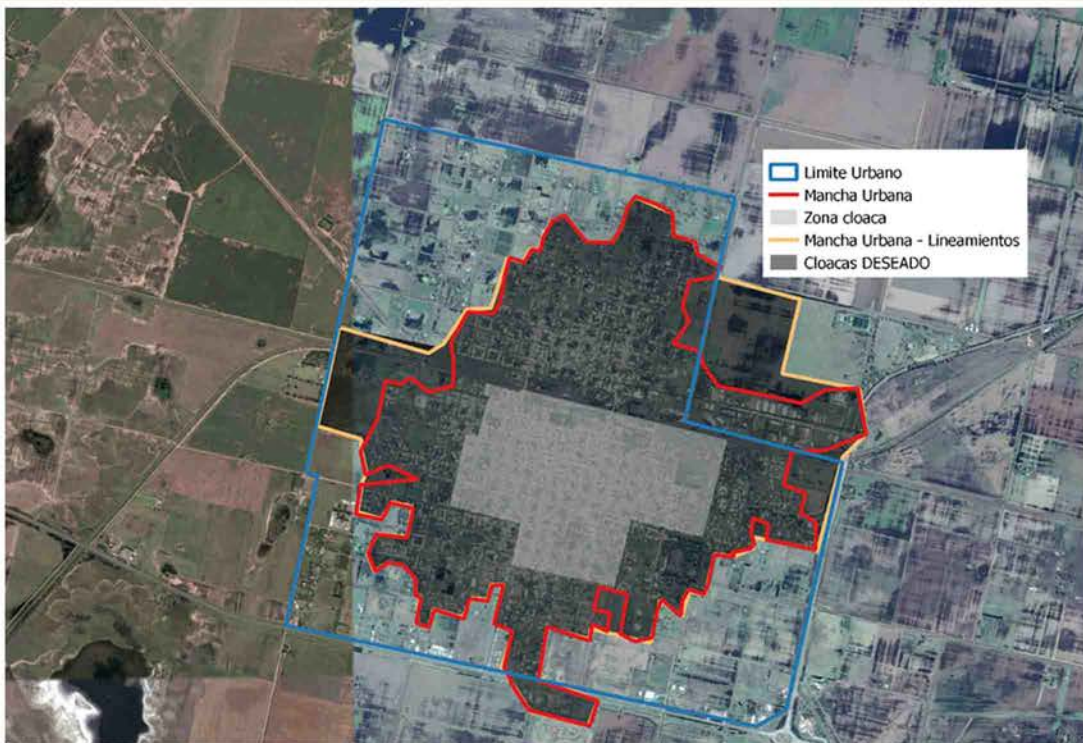 Limite Urbano
Mancha Urbana
Zona cloaca
Mancha Urbana - Lineamientos
Cloacas DESEADO